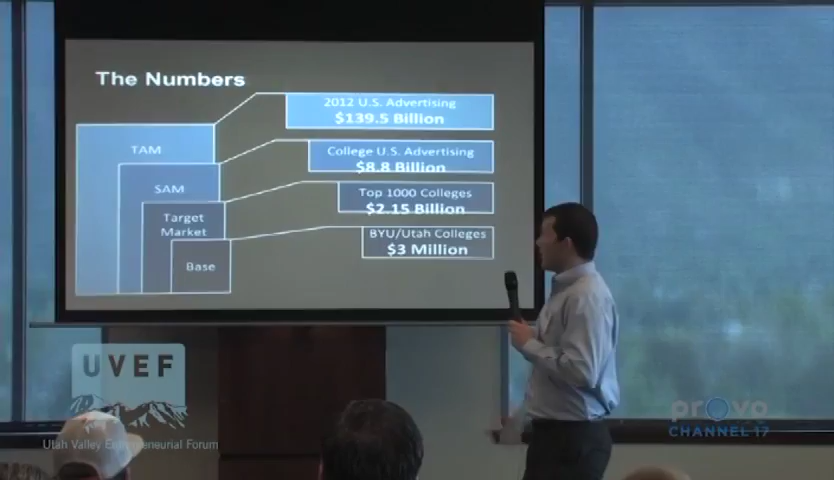 The Numbers
2012 U.S. Advertising
$139.5 Billion
TAM
College U.S. Advertising
$8.8 Billion
SAM
Top 1000 Colleges
$2.15 Billion
Target
Market
BYU/Utah Colleges
$3 Million
Base
UVEF
Utah Valley Entrepreneurial Forum
provo
CHANNEL 17